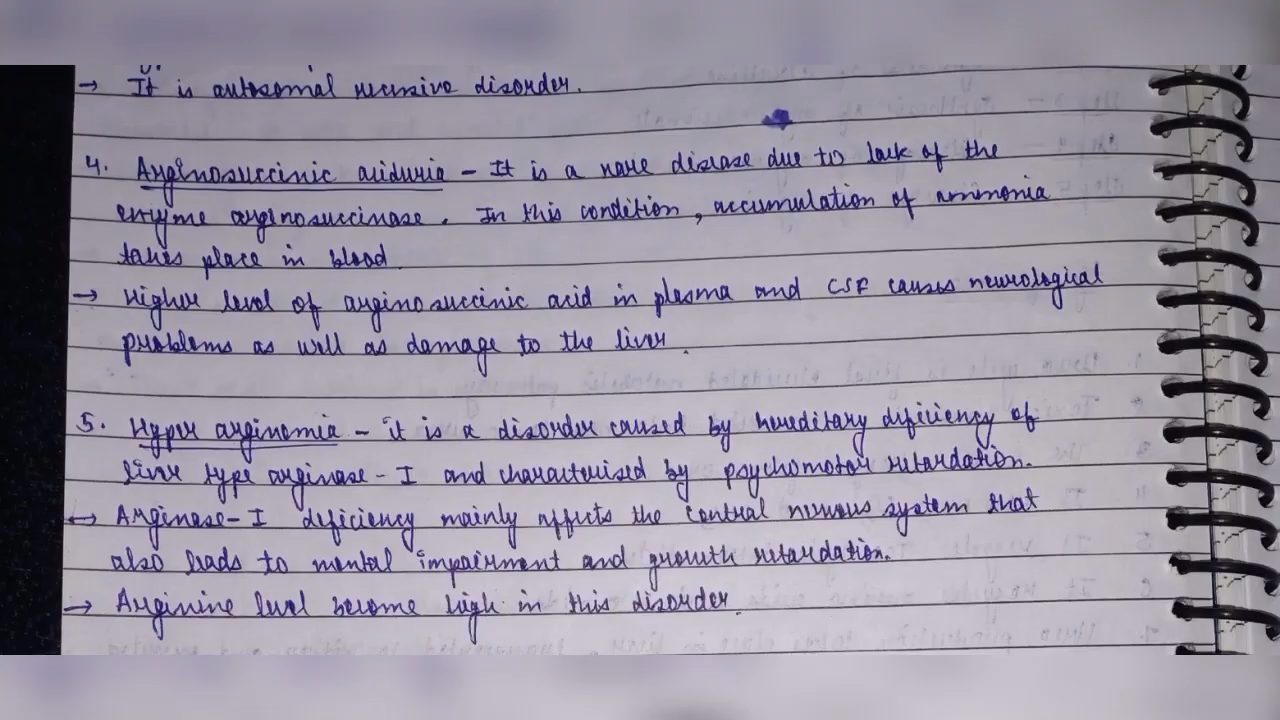 → It is autosomal recessive disorder.
4. Arginosuccinic aciduria - It is a rare disease due to lack of the
enzyme arginosuccinase. In this condition, accumulation of ammonia
takes place in blood.
→ Higher level of arginosuccinic acid in plasma and CSF causes neurological
problems as well as damage to the liver.
5. Hyper arginemia - it is a disorder caused by hereditary deficiency of
liver type arginase - I and characterised by psychomotor retardation.
→ Arginase - I deficiency mainly affects the central nervous system that
also leads to mental impairment and growth retardation.
→ Arginine level become high in this disorder.